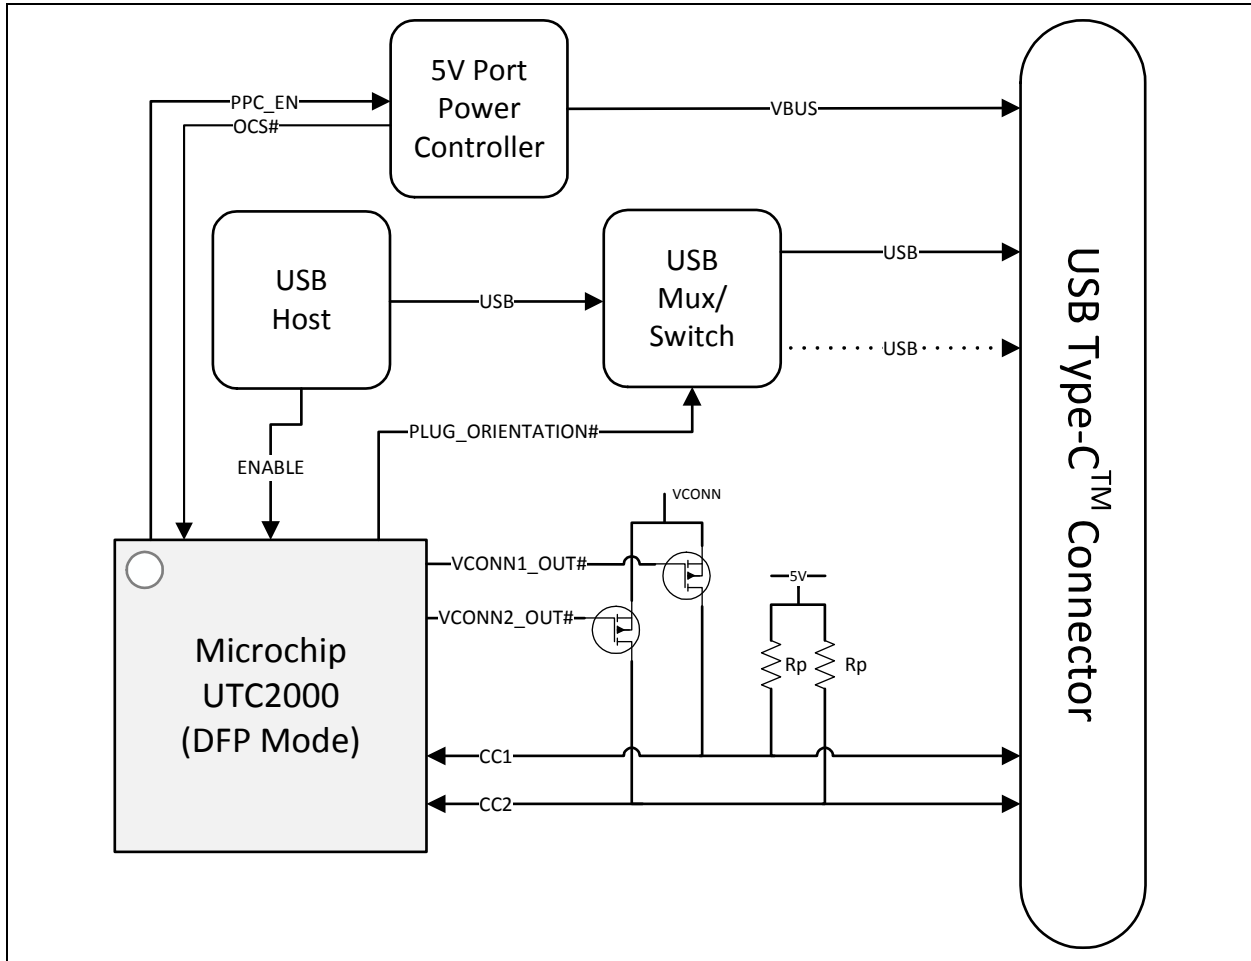 5V Port
Power
Controller
PPC_EN
OCS#
VBUS
USB
Host
USB
USB
Mux/
Switch
USB
USB
PLUG_ORIENTATION#
ENABLE
VCONN
VCONN1_OUT#
VCONN2_OUT#
5V
Rp
Rp
Microchip
UTC2000
(DFP Mode)
CC1
CC2
USB Type-C™ Connector